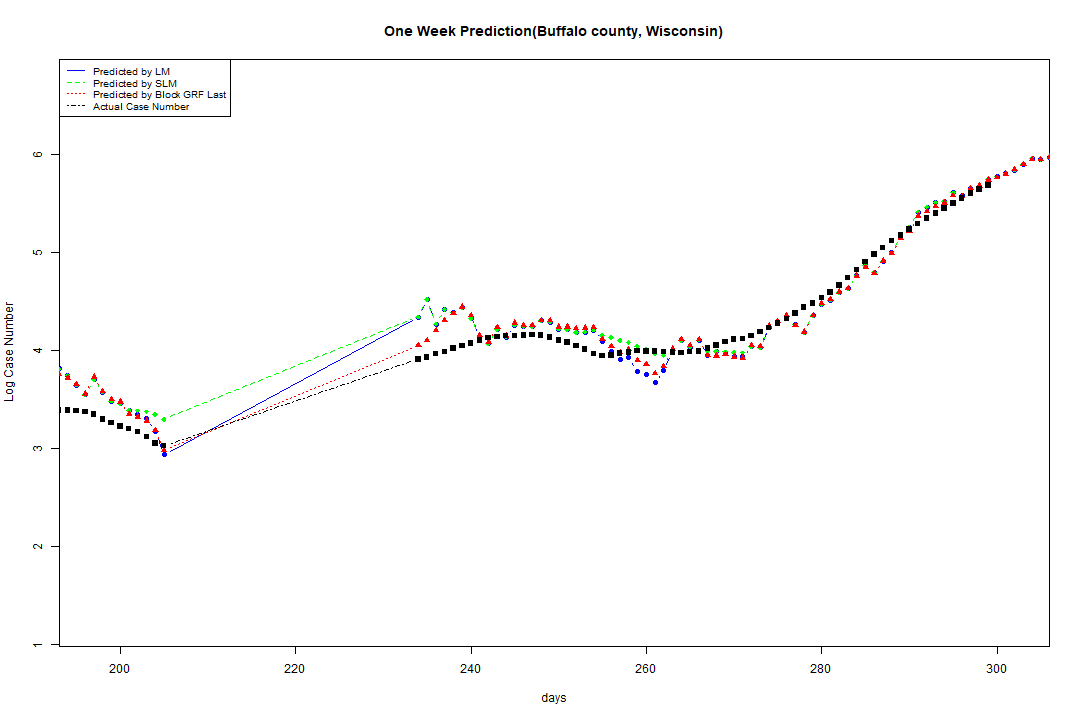 One Week Prediction(Buffalo county, Wisconsin)
Predicted by LM
Predicted by SLM
Predicted by Block GRF Last
Actual Case Number
Log Case Number
6
5
4
3
2
1
200 220 240 260 280 300
days